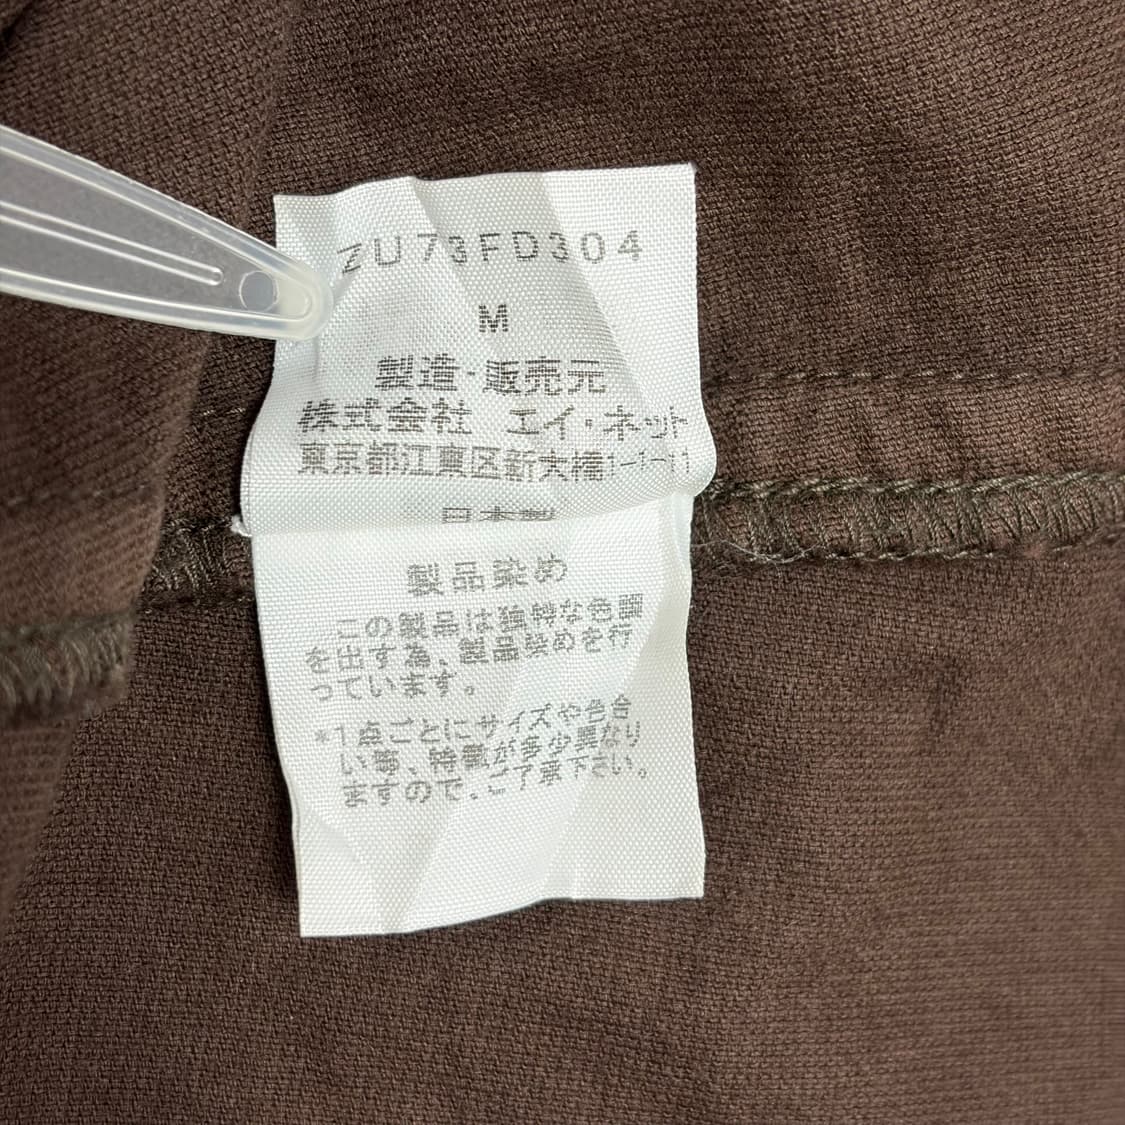 ZU73FD304
M
製造・販売元
株式会社 エイ・ネット
東京都江東区新大橋1-1-11
日本製
製品染め
この製品は独特な色調
を出す為、製品染めを行
っています。
*1点ごとにサイズや色合
い等、特徴が多少異なり
ますので、ご了承下さい。